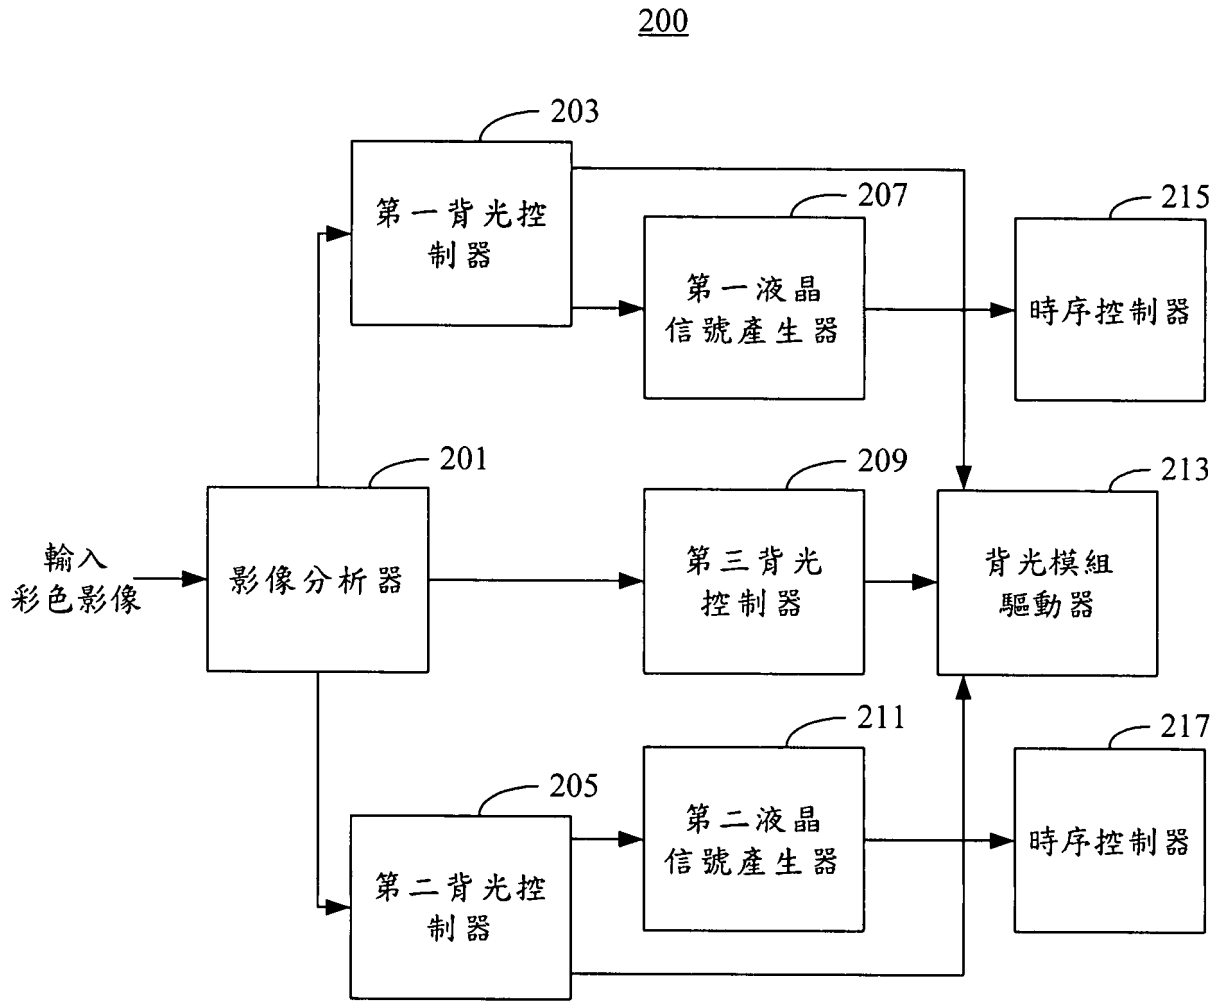 200
203
第一背光控
制器
207
第一液晶
信號產生器
215
時序控制器
201
影像分析器
輸入
彩色影像
209
第三背光
控制器
213
背光模組
驅動器
205
第二背光控
制器
211
第二液晶
信號產生器
217
時序控制器